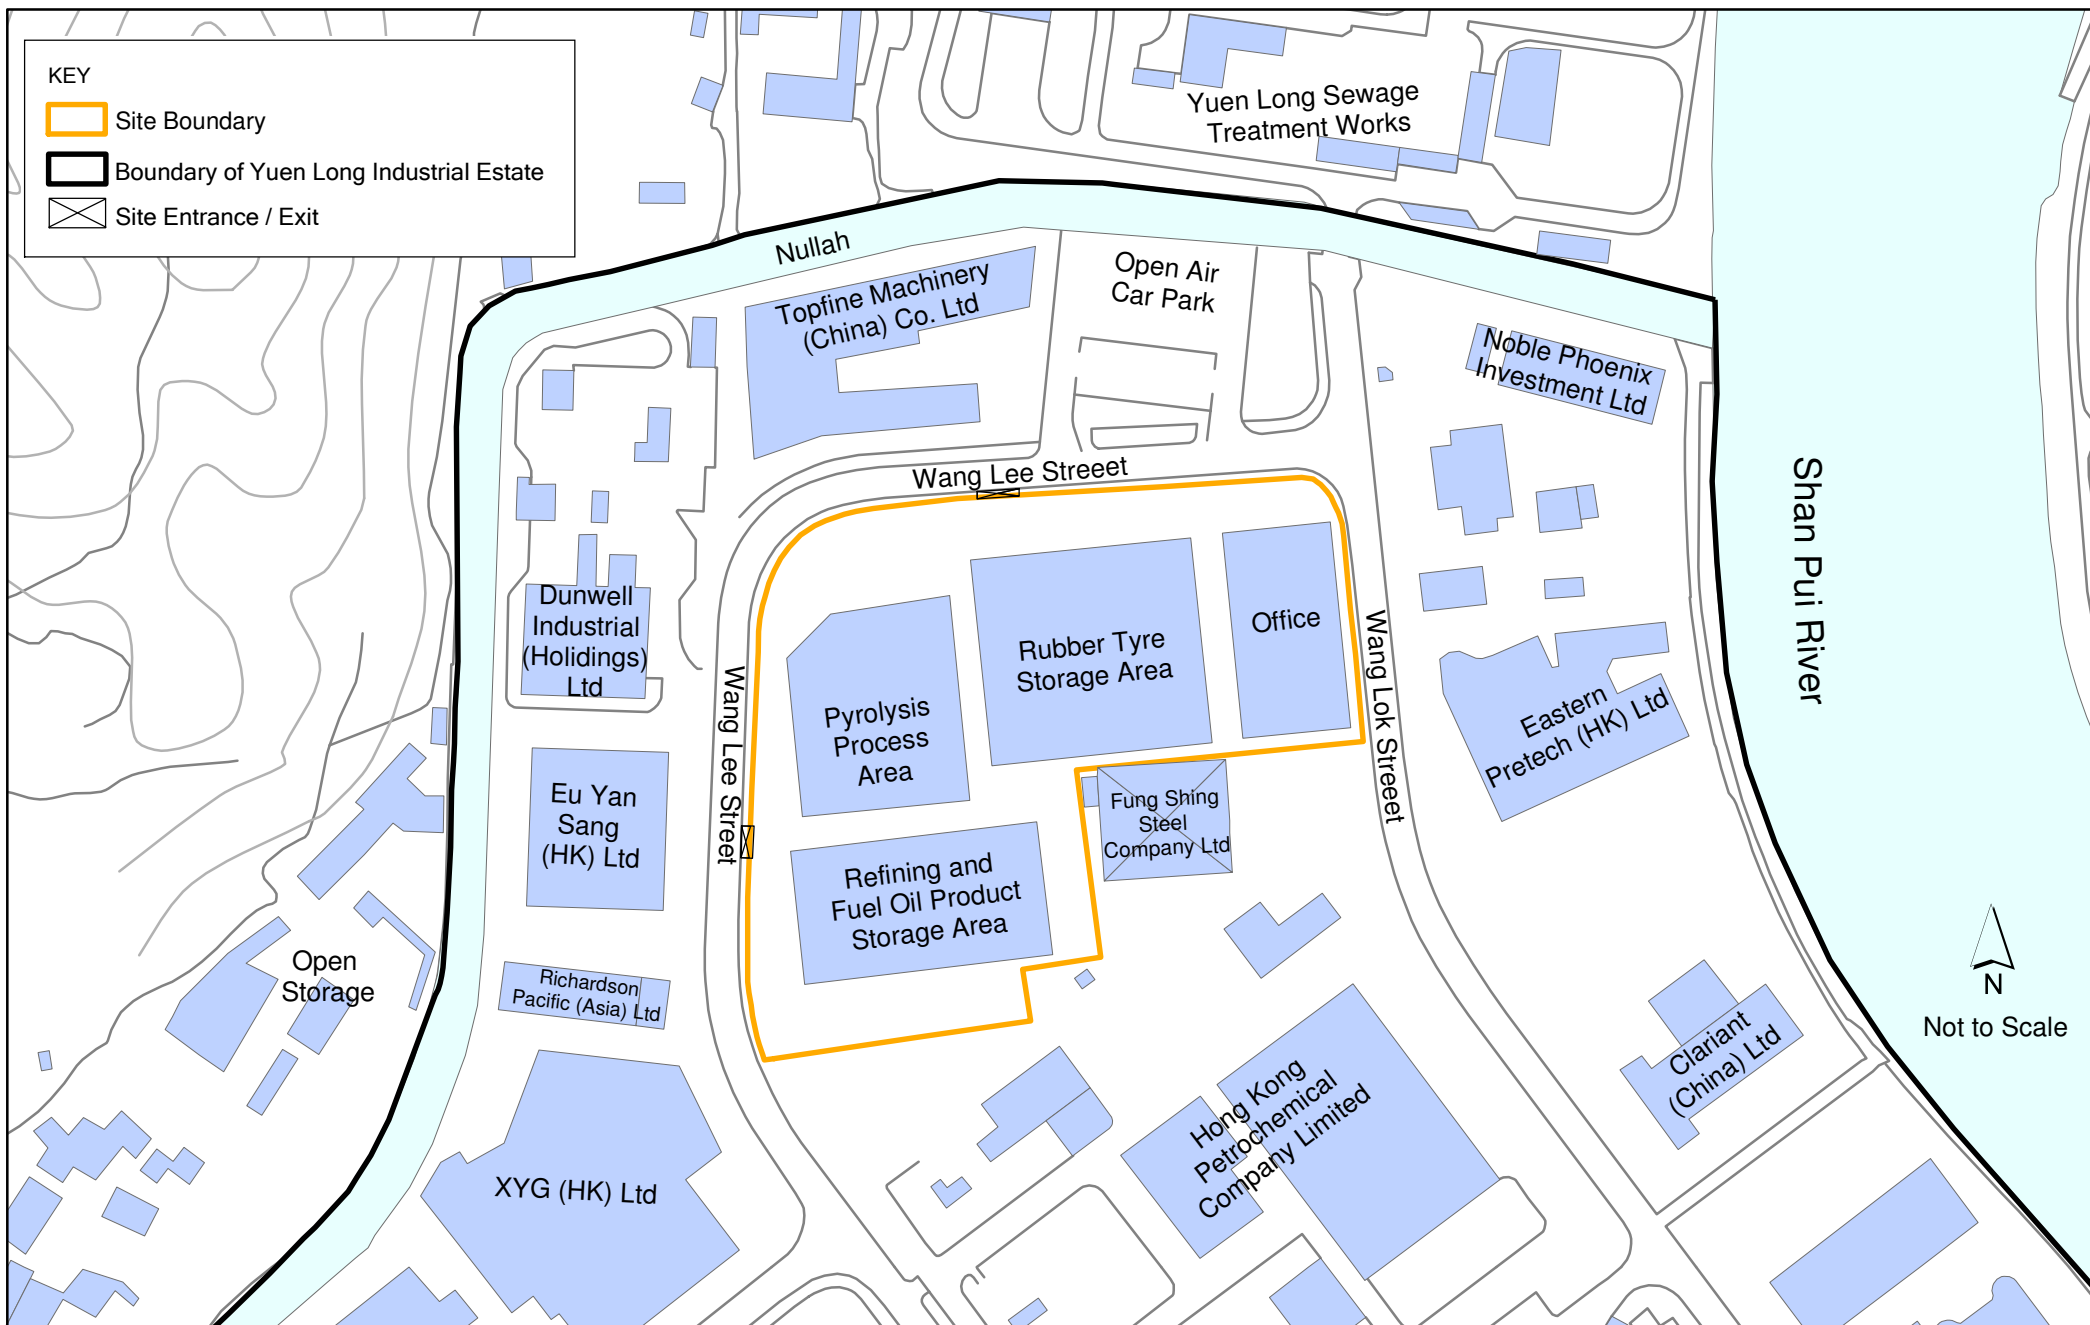 KEY
Site Boundary
Boundary of Yuen Long Industrial Estate
Site Entrance / Exit
Yuen Long Sewage
Treatment Works
Nullah
Topfine Machinery
(China) Co. Ltd
Open Air
Car Park
Noble Phoenix
Investment Ltd
Wang Lee Streeet
Shan Pui River
Dunwell
Industrial
(Holidings)
Ltd
Wang Lee Street
Rubber Tyre
Storage Area
Office
Wang Lok Streeet
Pyrolysis
Process
Area
Eastern
Pretech (HK) Ltd
Eu Yan
Sang
(HK) Ltd
Fung Shing
Steel
Company Ltd
Refining and
Fuel Oil Product
Storage Area
Open
Storage
Richardson
Pacific (Asia) Ltd
N
Not to Scale
Clariant
(China) Ltd
Hong Kong
Petrochemical
Company Limited
XYG (HK) Ltd